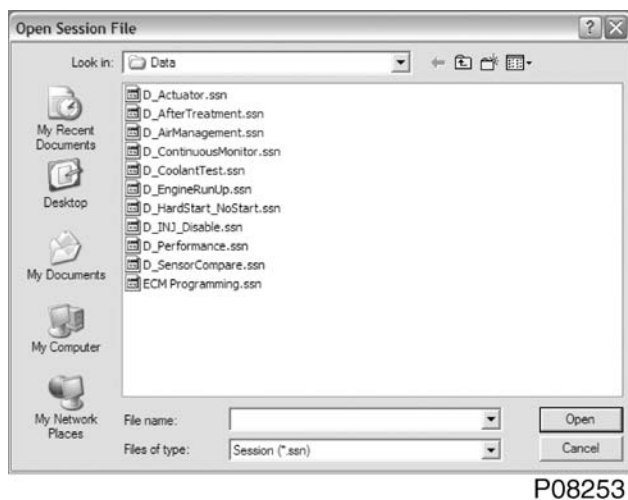 Open Session File
Look in: Data
D_Actuator.ssn
D_AfterTreatment.ssn
D_AirManagement.ssn
D_ContinuousMonitor.ssn
D_CoolantTest.ssn
D_EngineRunUp.ssn
D_HardStart_NoStart.ssn
D_INJ_Disable.ssn
D_Performance.ssn
D_SensorCompare.ssn
ECM Programming.ssn
My Recent
Documents
Desktop
My Documents
My Computer
My Network
Places
File name:
Open
Files of type: Session (*.ssn)
Cancel
P08253